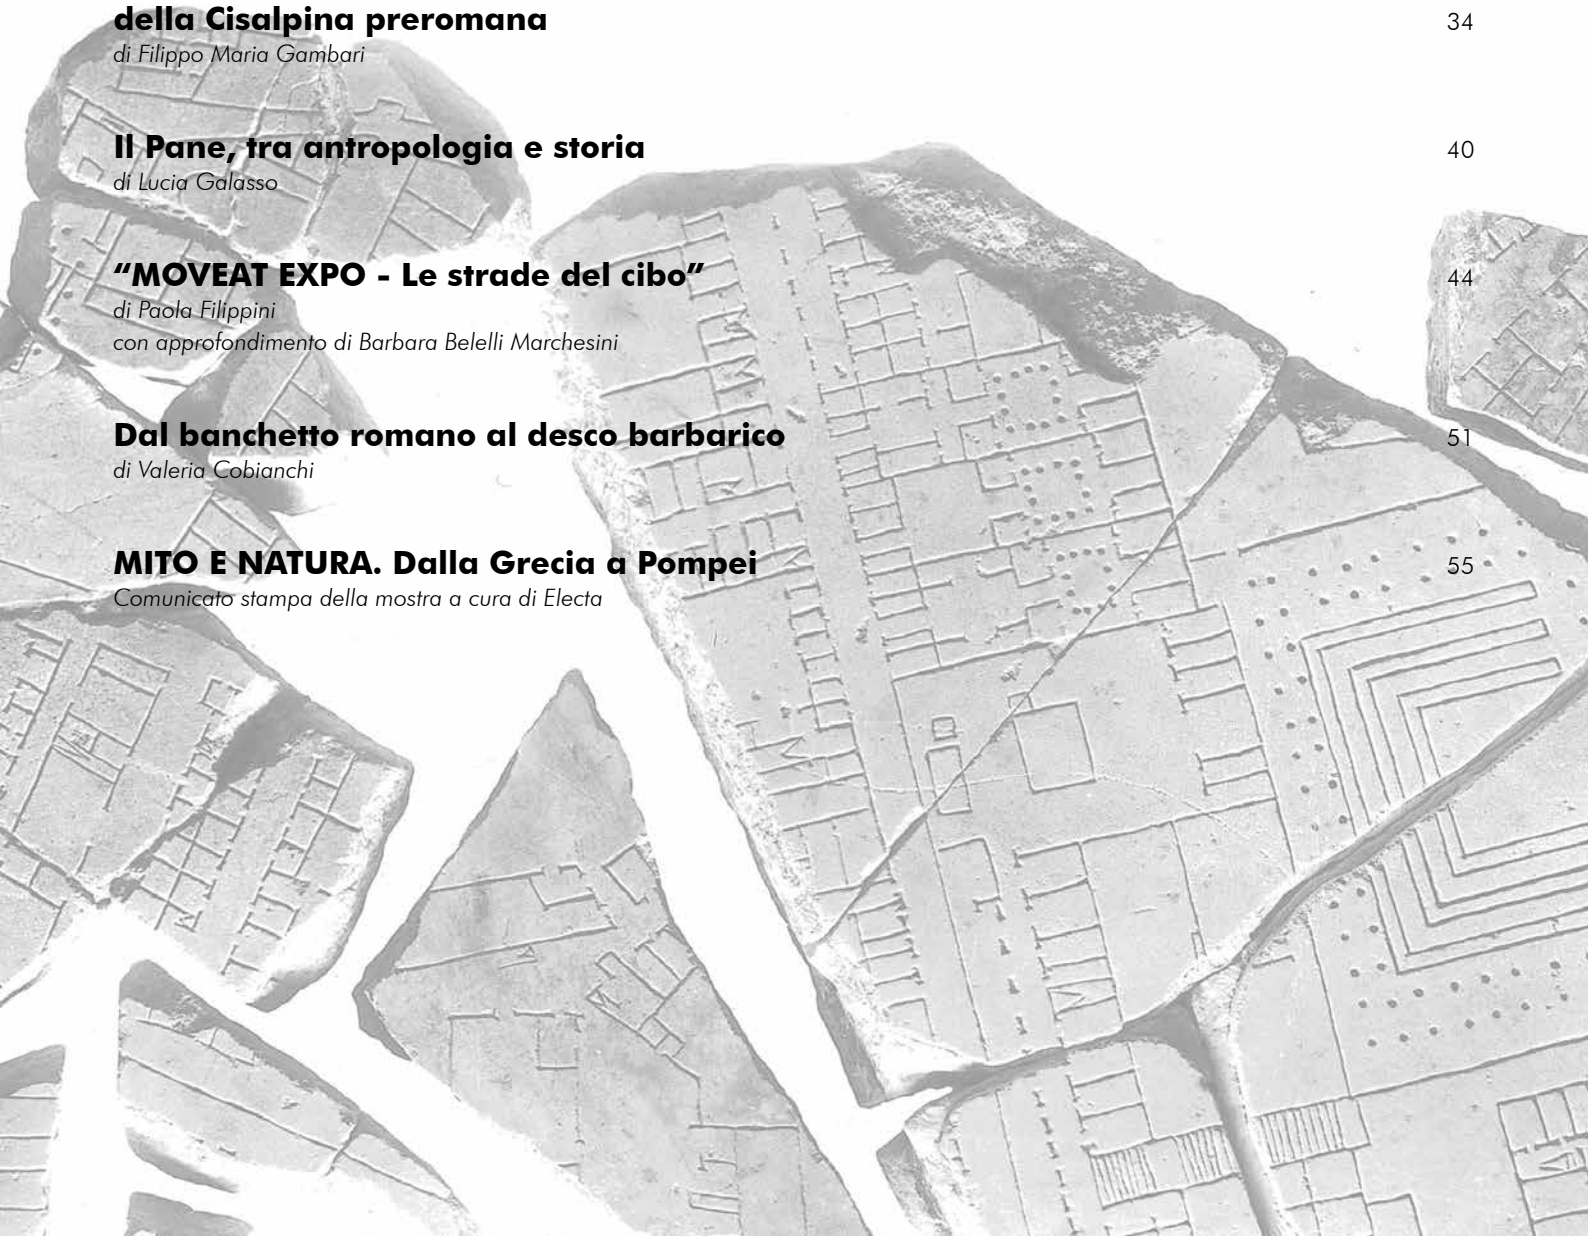 della Cisalpina preromana 34
di Filippo Maria Gambari
Il Pane, tra antropologia e storia 40
di Lucia Galasso
“MOVEAT EXPO - Le strade del cibo” 44
di Paola Filippini
con approfondimento di Barbara Belelli Marchesini
Dal banchetto romano al desco barbarico 51
di Valeria Cobianchi
MITO E NATURA. Dalla Grecia a Pompei 55
Comunicato stampa della mostra a cura di Electa